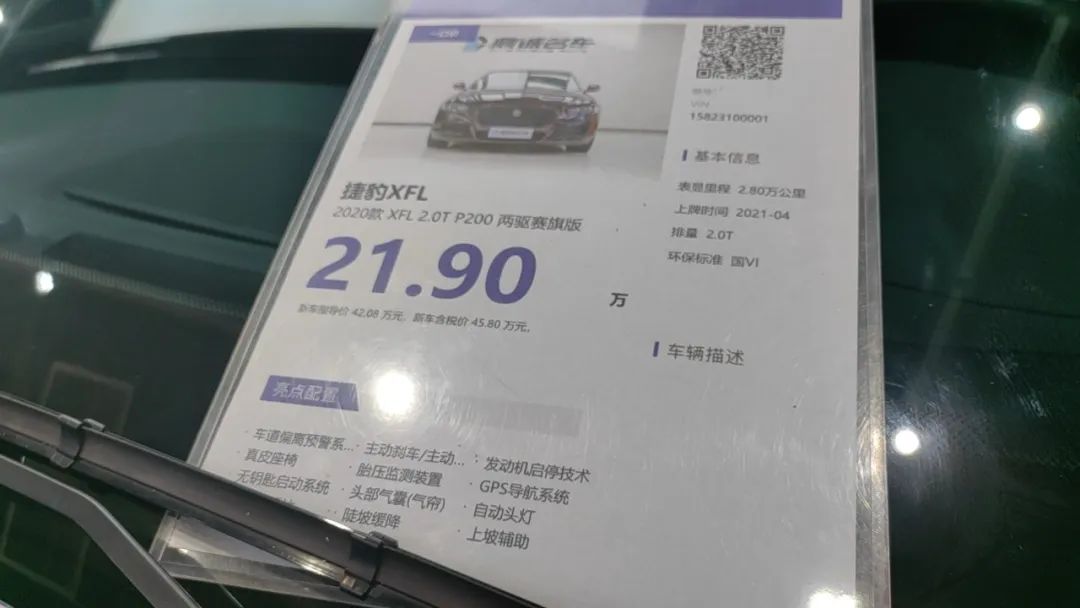 一口价
鼎诚名车
VIN
15823100001
基本信息
表显里程 2.80万公里
上牌时间 2021-04
排量 2.0T
环保标准 国VI
捷豹XFL
2020款 XFL 2.0T P200 两驱赛旗版
21.90 万
新车指导价 42.08 万元，新车含税价 45.80 万元，
车辆描述
亮点配置
· 车道偏离预警系...
· 主动刹车/主动...
· 发动机启停技术
· 真皮座椅
· 胎压监测装置
· GPS导航系统
无钥匙启动系统
· 头部气囊(气帘)
· 自动头灯
陡坡缓降
· 上坡辅助